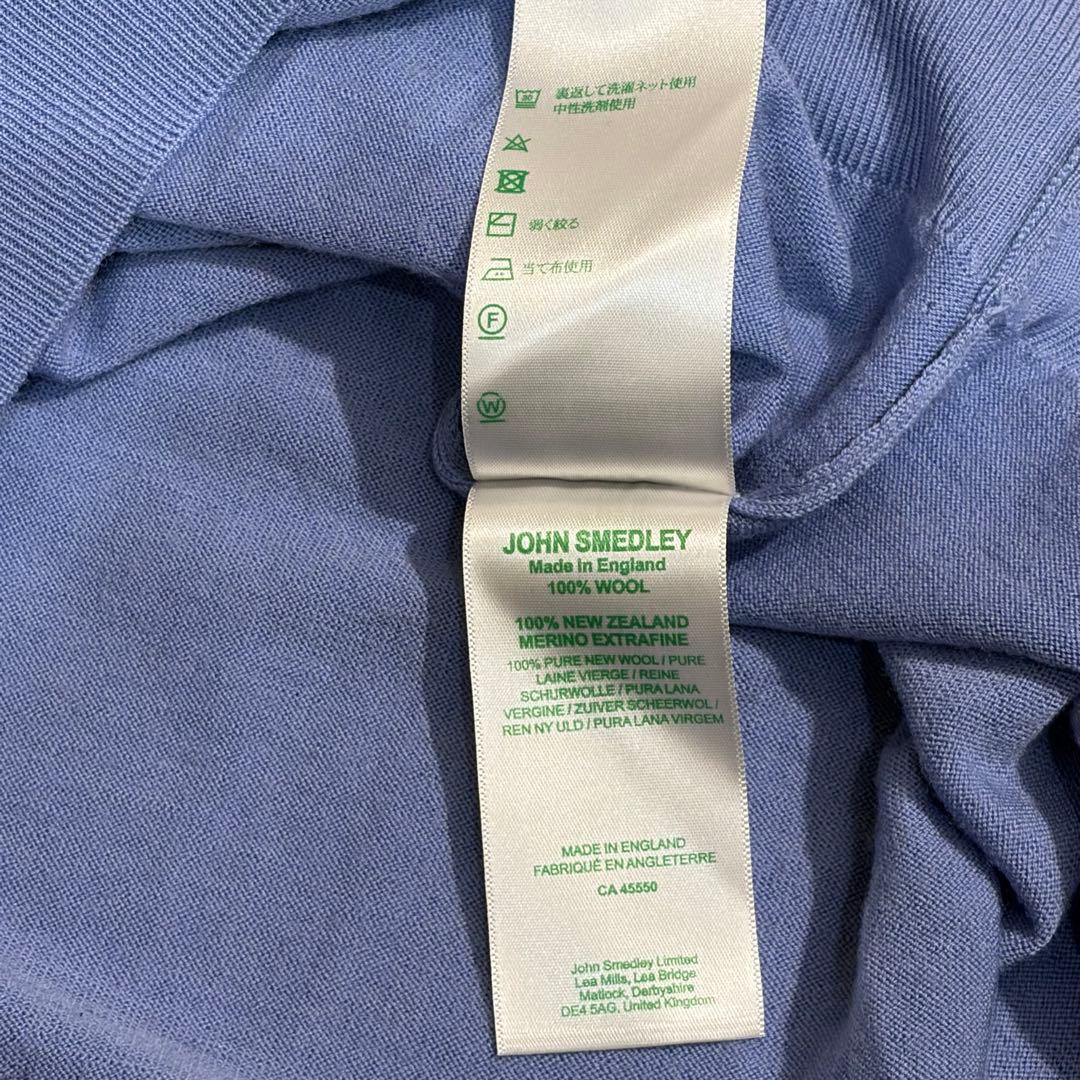 30 裏返して洗濯ネット使用
中性洗剤使用
弱く絞る
当て布使用
F
W
JOHN SMEDLEY
Made in England
100% WOOL
100% NEW ZEALAND
MERINO EXTRAFINE
100% PURE NEW WOOL / PURE
LAINE VIERGE / REINE
SCHURWOLLE / PURA LANA
VERGINE / ZUIVER SCHEERWOL /
REN NY ULD / PURA LANA VIRGEM
MADE IN ENGLAND
FABRIQUÉ EN ANGLETERRE
CA 45550
John Smedley Limited
Lea Mills, Lea Bridge
Matlock, Derbyshire
DE4 5AG, United Kingdom